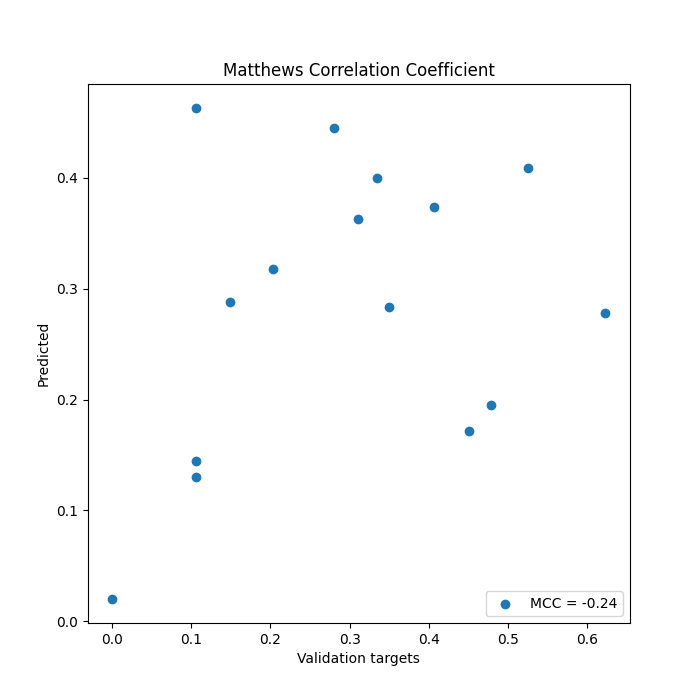 Matthews Correlation Coefficient
0.4
0.3
0.2
0.1
0.0
Predicted
MCC = -0.24
0.0 0.1 0.2 0.3 0.4 0.5 0.6
Validation targets